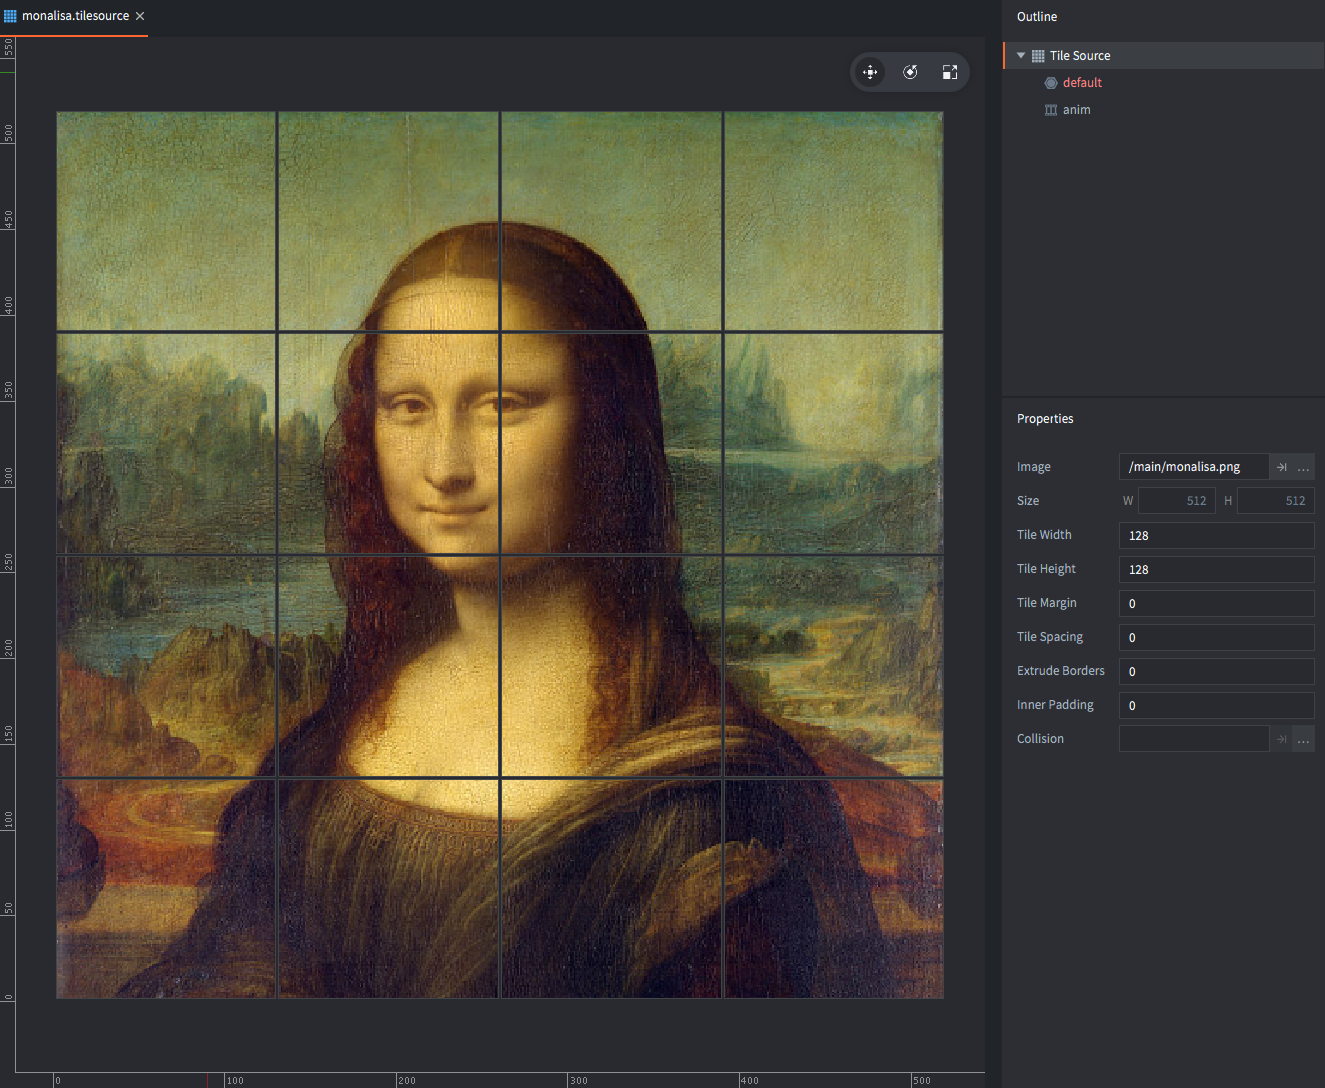 monalisa.tilesource
Outline
Tile Source
default
anim
550
500
450
400
350
300
250
200
150
100
50
0
Properties
Image /main/monalisa.png ...
Size W 512 H 512
Tile Width 128
Tile Height 128
Tile Margin 0
Tile Spacing 0
Extrude Borders 0
Inner Padding 0
Collision ...
0 100 200 300 400 500